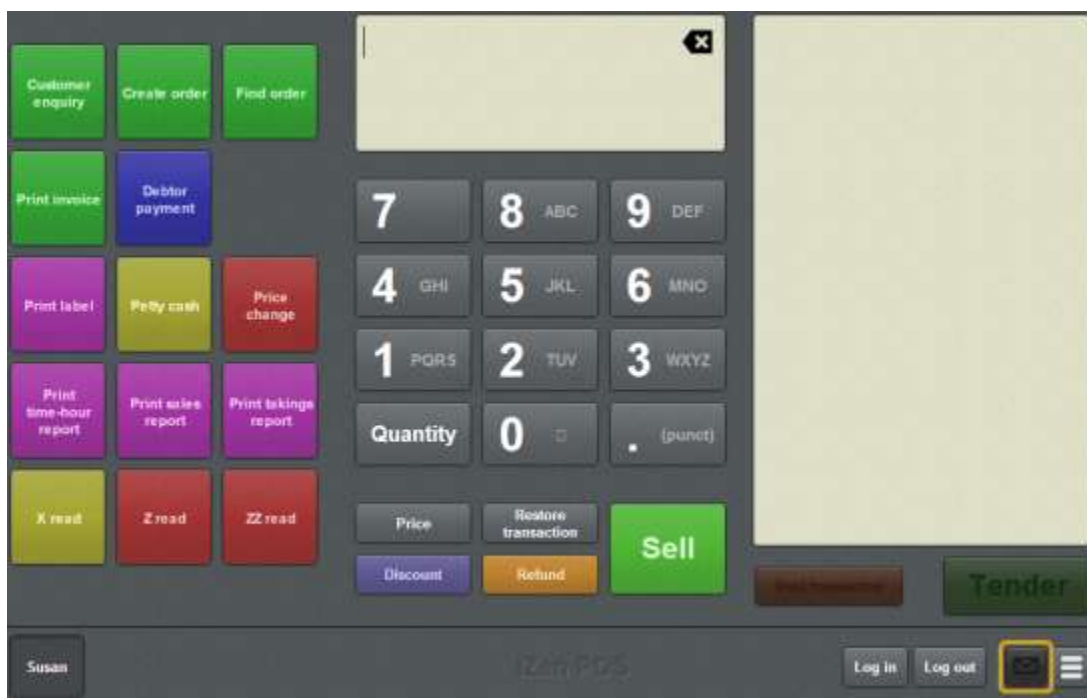 Customer
enquiry
Create order
Find order
Print invoice
Debtor
payment
Print label
Petty cash
Price
change
Print
time-hour
report
Print sales
report
Print takings
report
X read
Z read
ZZ read
7
8 ABC
9 DEF
4 GHI
5 JKL
6 MNO
1 PQRS
2 TUV
3 WXYZ
Quantity
0
. (punct)
Price
Restore
transaction
Sell
Discount
Refund
Tender
Susan
Log in
Log out